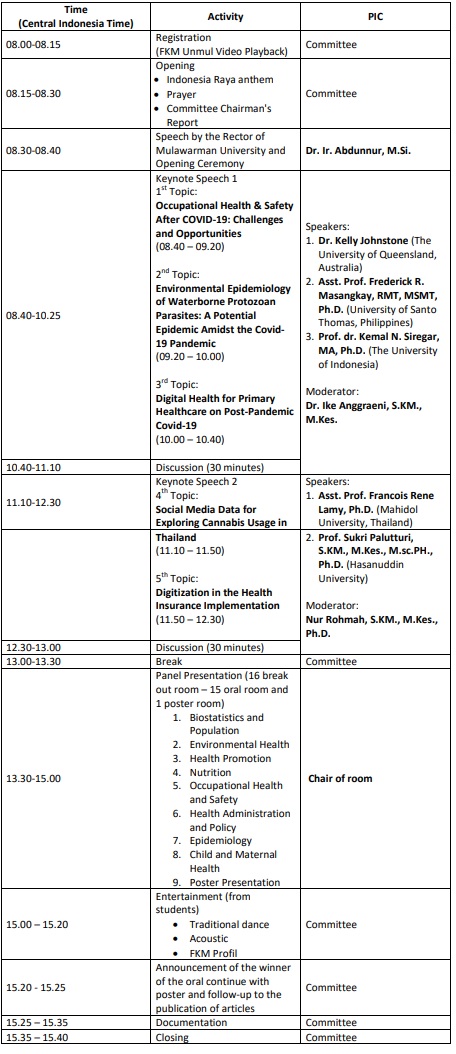 Time
(Central Indonesia Time)
Activity
PIC
08.00-08.15
Registration
(FKM Unmul Video Playback)
Committee
08.15-08.30
Opening
• Indonesia Raya anthem
• Prayer
• Committee Chairman's
Report
Committee
08.30-08.40
Speech by the Rector of
Mulawarman University and
Opening Ceremony
Dr. Ir. Abdunnur, M.Si.
08.40-10.25
Keynote Speech 1
1st Topic:
Occupational Health & Safety
After COVID-19: Challenges
and Opportunities
(08.40 – 09.20)
2nd Topic:
Environmental Epidemiology
of Waterborne Protozoan
Parasites: A Potential
Epidemic Amidst the Covid-
19 Pandemic
(09.20 – 10.00)
3rd Topic:
Digital Health for Primary
Healthcare on Post-Pandemic
Covid-19
(10.00 – 10.40)
Speakers:
1. Dr. Kelly Johnstone (The
University of Queensland,
Australia)
2. Asst. Prof. Frederick R.
Masangkay, RMT, MSMT,
Ph.D. (University of Santo
Thomas, Philippines)
3. Prof. dr. Kemal N. Siregar,
MA, Ph.D. (The University
of Indonesia)
Moderator:
Dr. Ike Anggraeni, S.KM.,
M.Kes.
10.40-11.10
Discussion (30 minutes)
11.10-12.30
Keynote Speech 2
4th Topic:
Social Media Data for
Exploring Cannabis Usage in
Thailand
(11.10 – 11.50)
5th Topic:
Digitization in the Health
Insurance Implementation
(11.50 – 12.30)
Speakers:
1. Asst. Prof. Francois Rene
Lamy, Ph.D. (Mahidol
University, Thailand)
2. Prof. Sukri Palutturi,
S.KM., M.Kes., M.sc.PH.,
Ph.D. (Hasanuddin
University)
Moderator:
Nur Rohmah, S.KM., M.Kes.,
Ph.D.
12.30-13.00
Discussion (30 minutes)
13.00-13.30
Break
Committee
13.30-15.00
Panel Presentation (16 break
out room – 15 oral room and
1 poster room)
1. Biostatistics and
Population
2. Environmental Health
3. Health Promotion
4. Nutrition
5. Occupational Health
and Safety
6. Health Administration
and Policy
7. Epidemiology
8. Child and Maternal
Health
9. Poster Presentation
Chair of room
15.00 – 15.20
Entertainment (from
students)
• Traditional dance
• Acoustic
• FKM Profil
Committee
15.20 - 15.25
Announcement of the winner
of the oral continue with
poster and follow-up to the
publication of articles
Committee
15.25 – 15.35
Documentation
Committee
15.35 – 15.40
Closing
Committee